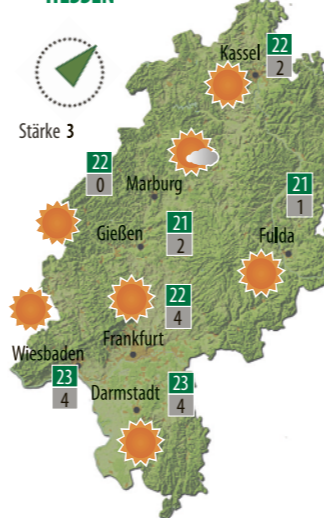 HESSEN
Kassel
22
2
Stärke 3
22
0
Marburg
21
1
Gießen
21
2
Fulda
22
4
Frankfurt
Wiesbaden
23
4
Darmstadt
23
4